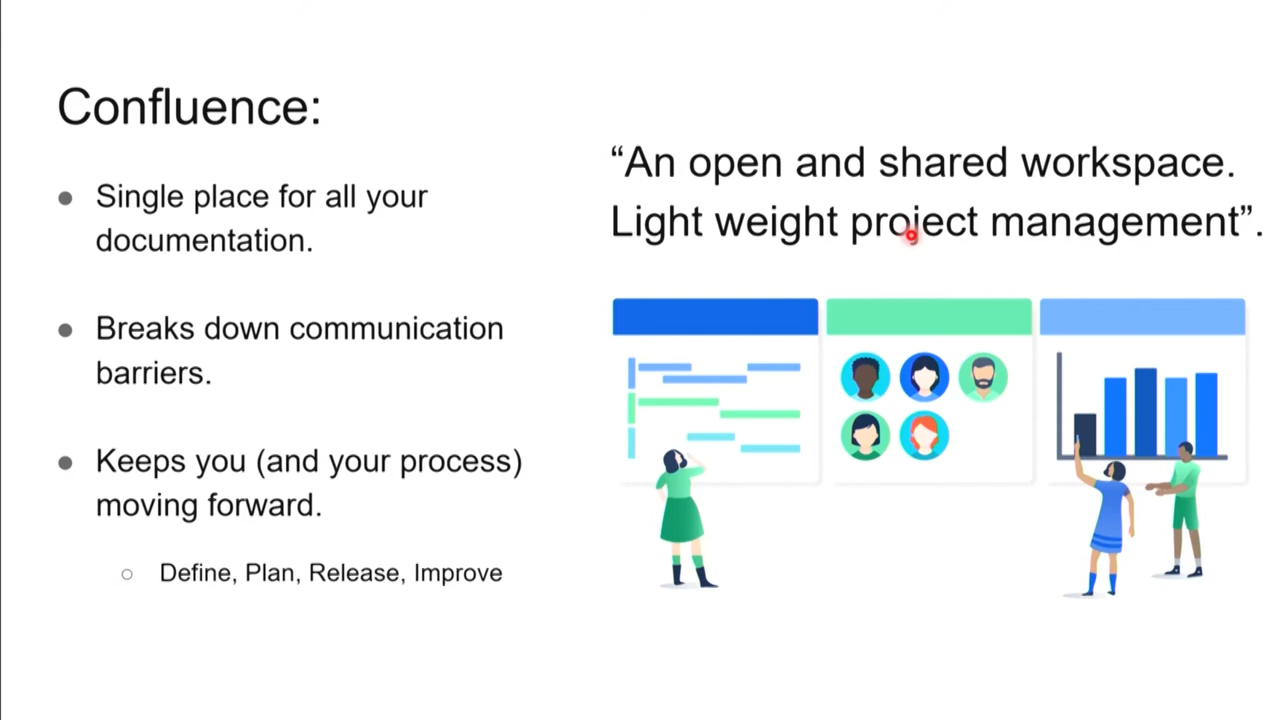 Confluence:
Single place for all your
documentation.
Breaks down communication
barriers.
Keeps you (and your process)
moving forward.
Define, Plan, Release, Improve
“An open and shared workspace.
Light weight project management”.